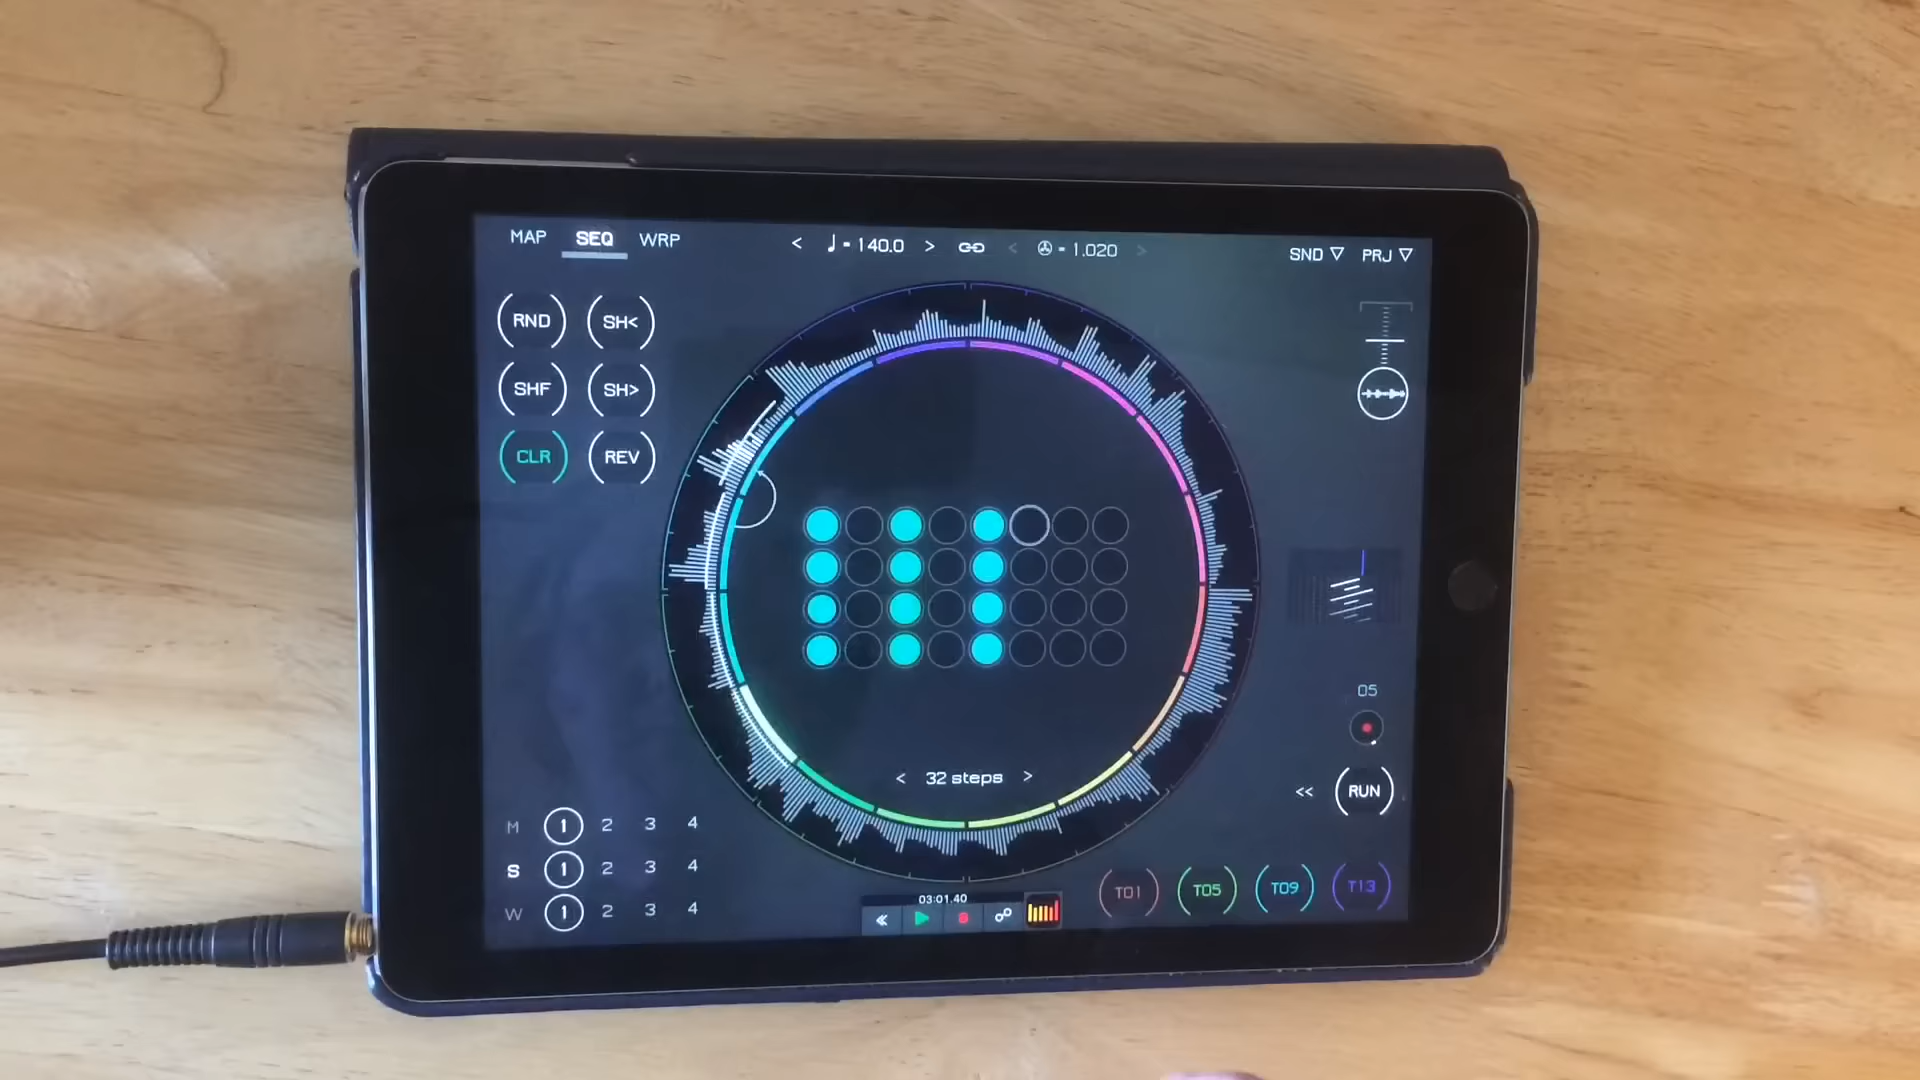 MAP SEQ WRP
< ♩= 140.0 >
< = 1.020 >
SND ▽ PRJ ▽
RND SH<
SHF SH>
CLR REV
< 32 steps >
05
<< RUN
M 1 2 3 4
S 1 2 3 4
W 1 2 3 4
03:01.40
T01 T05 T09 T13